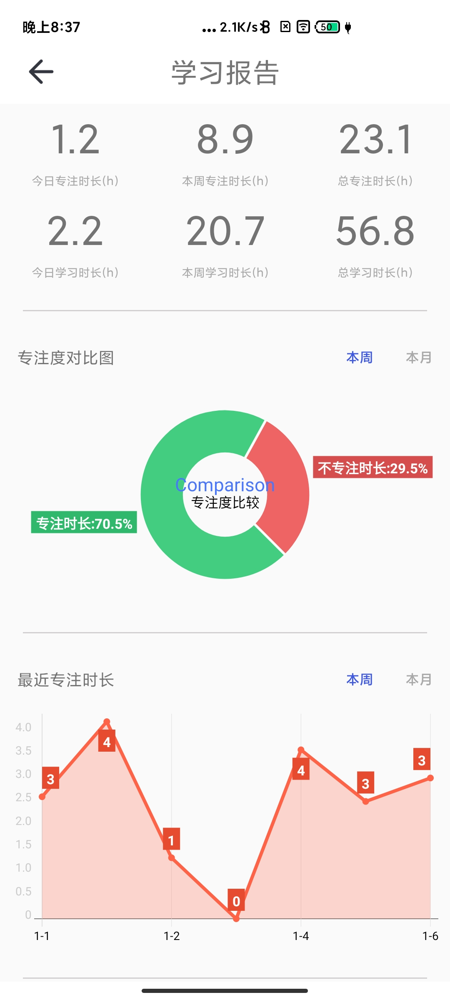 晚上8:37
... 2.1K/s
50
学习报告
1.2 8.9 23.1
今日专注时长(h) 本周专注时长(h) 总专注时长(h)
2.2 20.7 56.8
今日学习时长(h) 本周学习时长(h) 总学习时长(h)
专注度对比图 本周 本月
不专注时长:29.5%
Comparison
专注度比较
专注时长:70.5%
最近专注时长 本周 本月
4.0
3.5
3.0
2.5
2.0
1.5
1.0
0.5
0
3
4
1
0
4
3
3
1-1 1-2 1-4 1-6